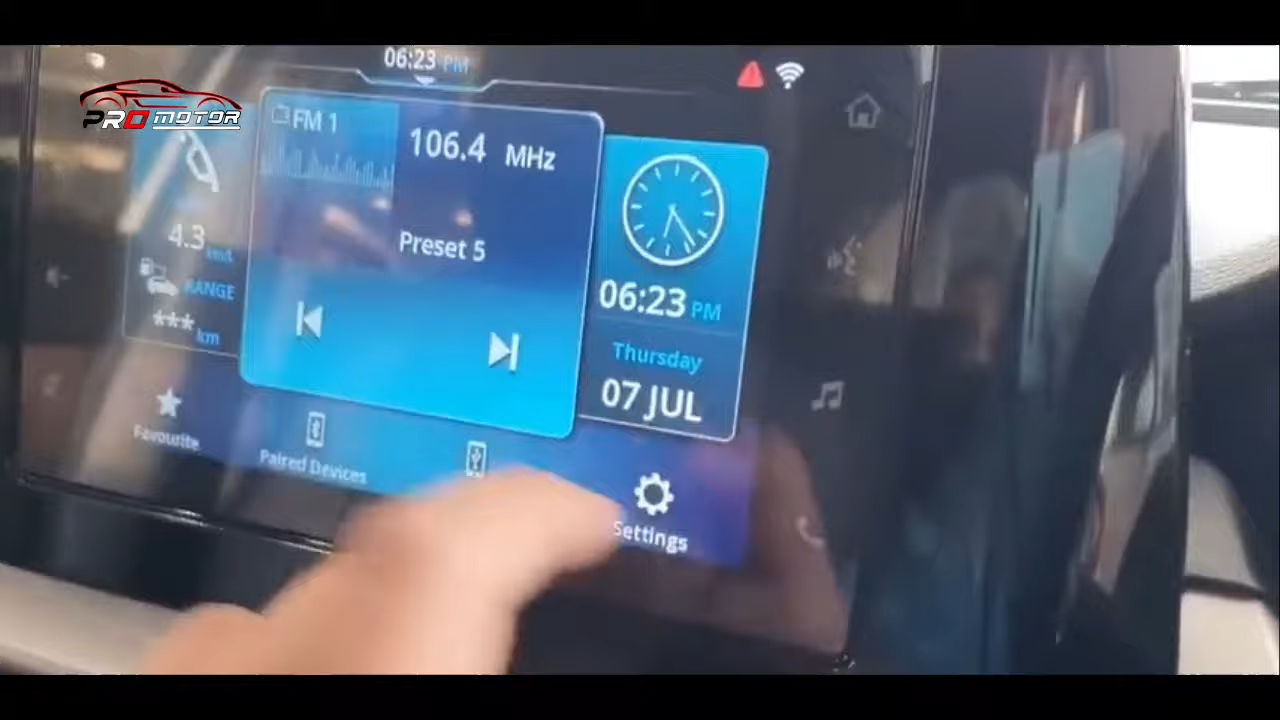 06:23 PM
PRO MOTOR
FM 1
106.4 MHz
Preset 5
4.3 km/L
RANGE
*** km
06:23 PM
Thursday
07 JUL
Favourite
Paired Devices
Settings